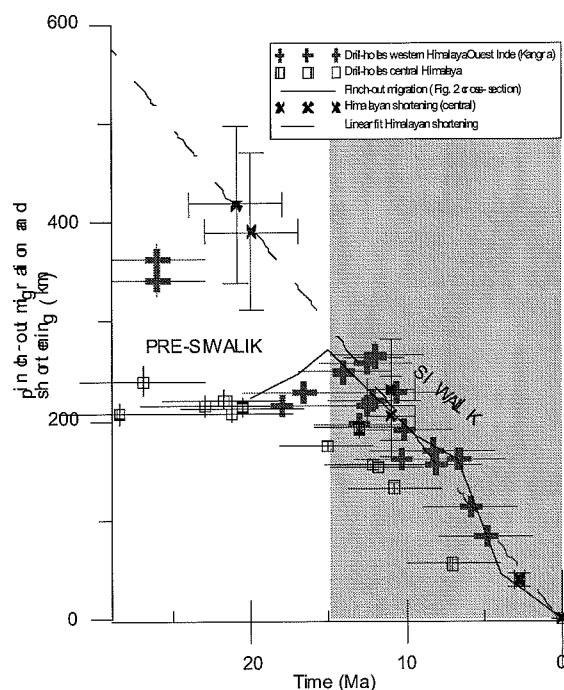 600
400
200
0
pinch-out migration and
shortening (km)
Drill-holes western Himalaya Ouest Inde (Kangra)
Drill-holes central Himalaya
Pinch-out migration (Fig. 2 cross-section)
Himalayan shortening (central)
Linear fit Himalayan shortening
PRE-SIWALIK
SIWALIK
20
10
0
Time (Ma)